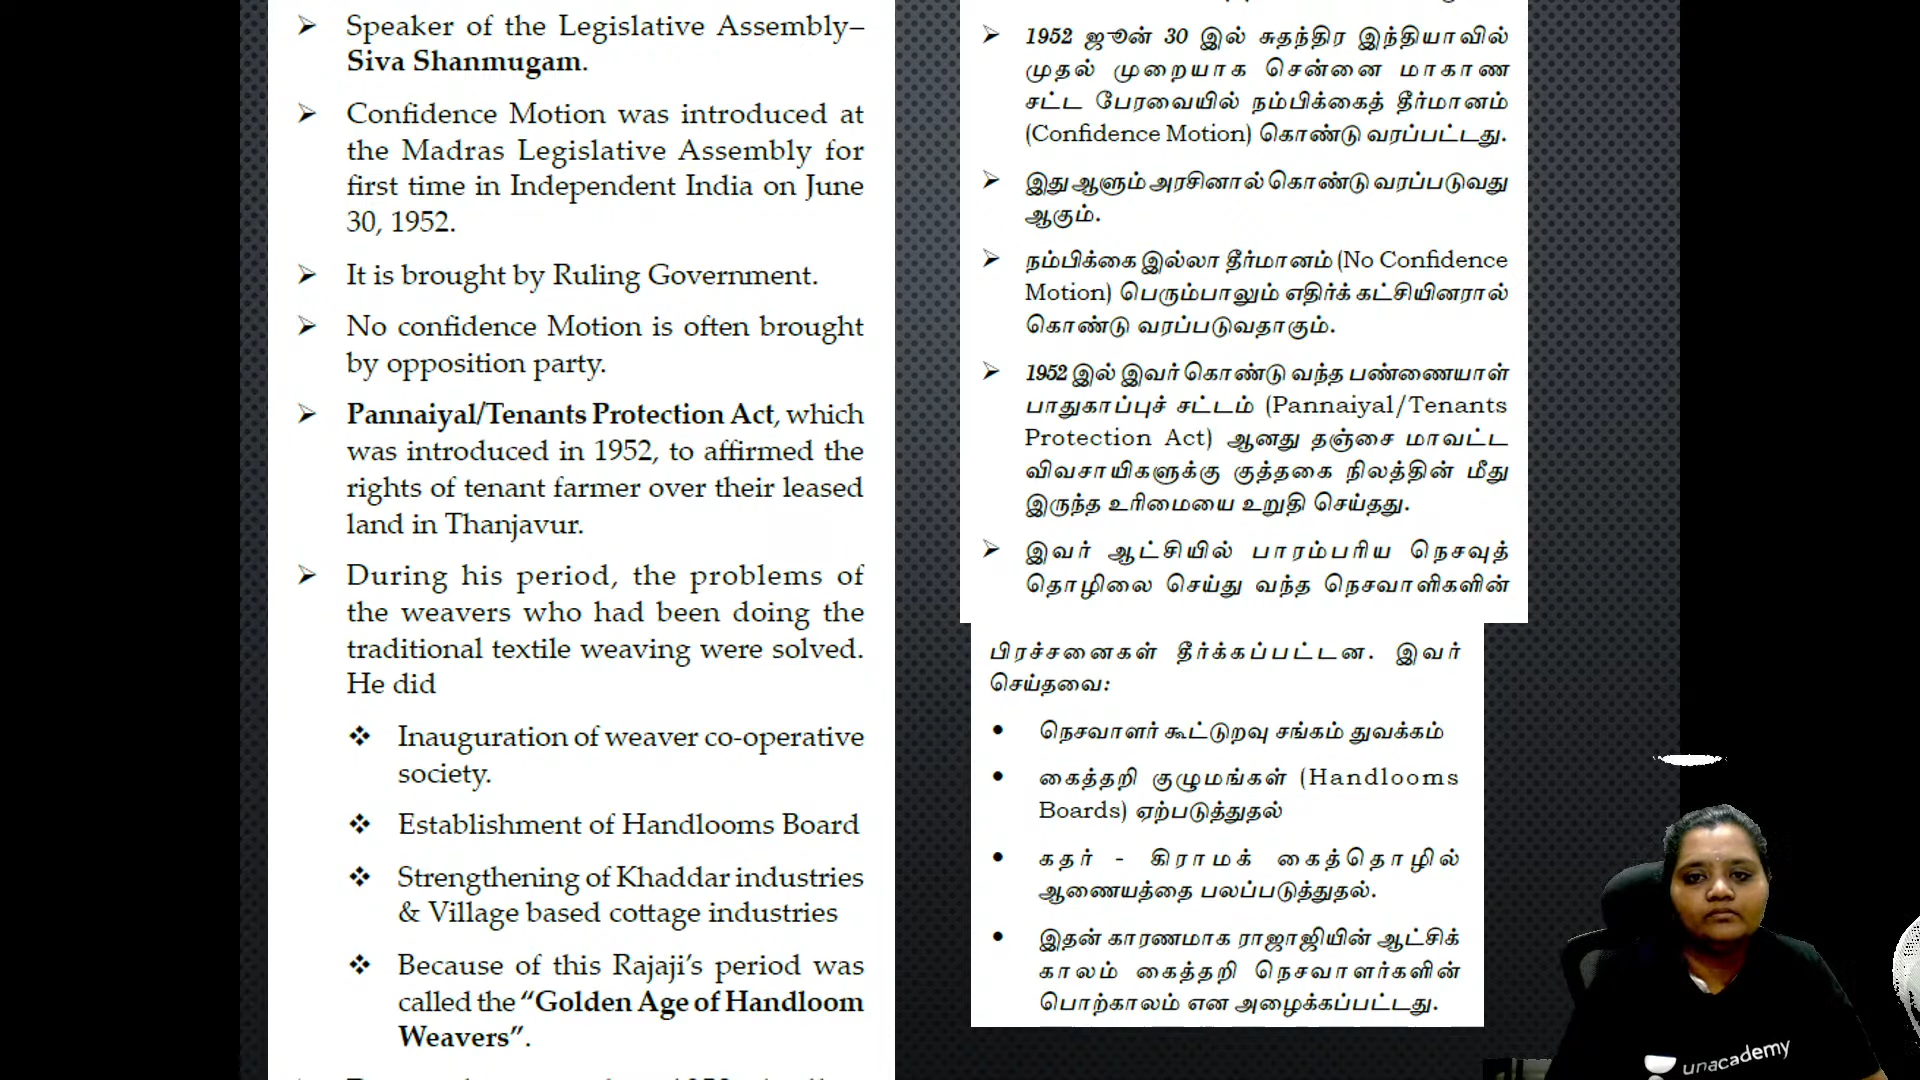 ➢ Speaker of the Legislative Assembly–
Siva Shanmugam.
➢ Confidence Motion was introduced at
the Madras Legislative Assembly for
first time in Independent India on June
30, 1952.
➢ It is brought by Ruling Government.
➢ No confidence Motion is often brought
by opposition party.
➢ Pannaiyal/Tenants Protection Act, which
was introduced in 1952, to affirmed the
rights of tenant farmer over their leased
land in Thanjavur.
➢ During his period, the problems of
the weavers who had been doing the
traditional textile weaving were solved.
He did
❖ Inauguration of weaver co-operative
society.
❖ Establishment of Handlooms Board
❖ Strengthening of Khaddar industries
& Village based cottage industries
❖ Because of this Rajaji’s period was
called the “Golden Age of Handloom
Weavers”.
➢ 1952 ஜூன் 30 இல் சுதந்திர இந்தியாவில்
முதல் முறையாக சென்னை மாகாண
சட்ட பேரவையில் நம்பிக்கைத் தீர்மானம்
(Confidence Motion) கொண்டு வரப்பட்டது.
➢ இது ஆளும் அரசினால் கொண்டு வரப்படுவது
ஆகும்.
➢ நம்பிக்கை இல்லா தீர்மானம் (No Confidence
Motion) பெரும்பாலும் எதிர்க் கட்சியினரால்
கொண்டு வரப்படுவதாகும்.
➢ 1952 இல் இவர் கொண்டு வந்த பண்ணையாள்
பாதுகாப்புச் சட்டம் (Pannaiyal/Tenants
Protection Act) ஆனது தஞ்சை மாவட்ட
விவசாயிகளுக்கு குத்தகை நிலத்தின் மீது
இருந்த உரிமையை உறுதி செய்தது.
➢ இவர் ஆட்சியில் பாரம்பரிய நெசவுத்
தொழிலை செய்து வந்த நெசவாளிகளின்
பிரச்சனைகள் தீர்க்கப்பட்டன. இவர்
செய்தவை:
• நெசவாளர் கூட்டுறவு சங்கம் துவக்கம்
• கைத்தறி குழுமங்கள் (Handlooms
Boards) ஏற்படுத்துதல்
• கதர் - கிராமக் கைத்தொழில்
ஆணையத்தை பலப்படுத்துதல்.
• இதன் காரணமாக ராஜாஜியின் ஆட்சிக்
காலம் கைத்தறி நெசவாளர்களின்
பொற்காலம் என அழைக்கப்பட்டது.
unacademy